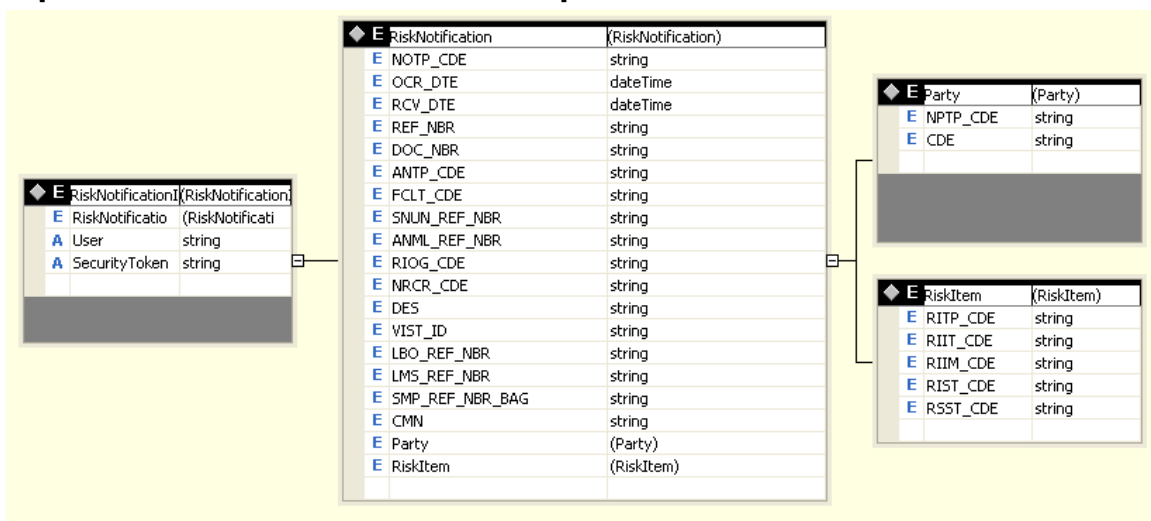 E RiskNotificationI (RiskNotificationI
E RiskNotificatio (RiskNotificati
A User string
A SecurityToken string
E RiskNotification (RiskNotification)
E NOTP_CDE string
E OCR_DTE dateTime
E RCV_DTE dateTime
E REF_NBR string
E DOC_NBR string
E ANTP_CDE string
E FCLT_CDE string
E SNUN_REF_NBR string
E ANML_REF_NBR string
E RIOG_CDE string
E NRCR_CDE string
E DES string
E VIST_ID string
E LBO_REF_NBR string
E LMS_REF_NBR string
E SMP_REF_NBR_BAG string
E CMN string
E Party (Party)
E RiskItem (RiskItem)
E Party (Party)
E NPTP_CDE string
E CDE string
E RiskItem (RiskItem)
E RITP_CDE string
E RIIT_CDE string
E RIIM_CDE string
E RIST_CDE string
E RSST_CDE string